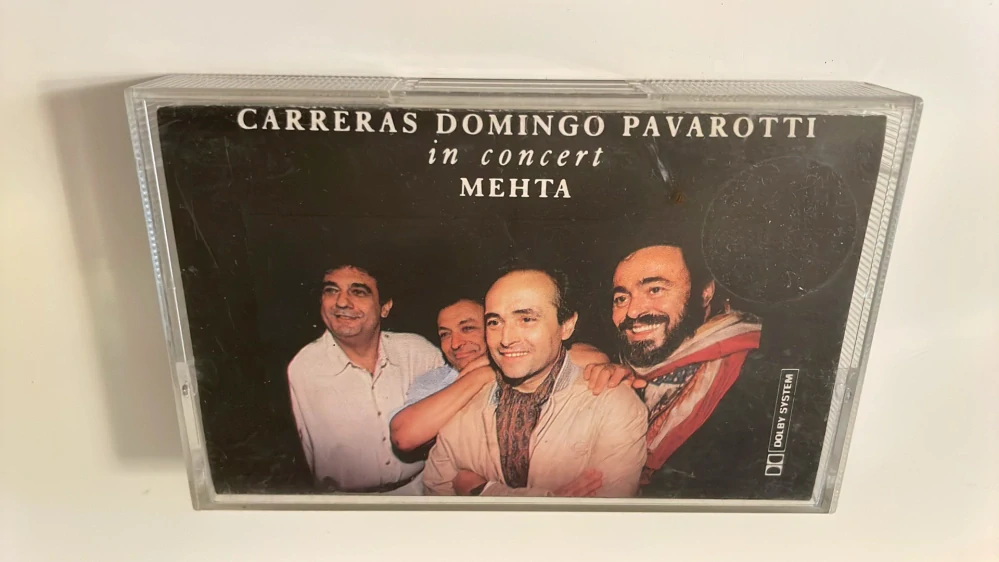 CARRERAS DOMINGO PAVAROTTI
in concert
MEHTA
DOLBY SYSTEM